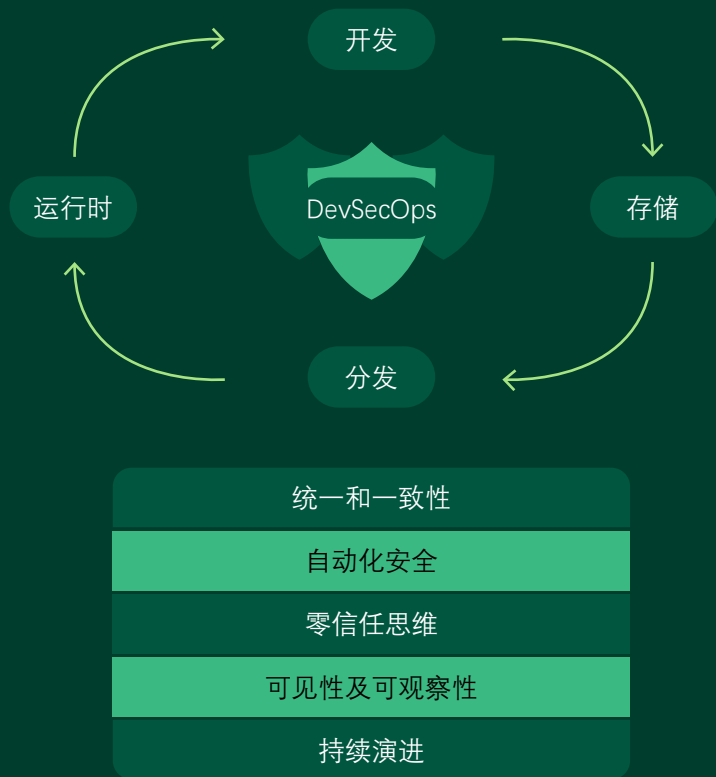 开发
运行时
DevSecOps
存储
分发
统一和一致性
自动化安全
零信任思维
可见性及可观察性
持续演进